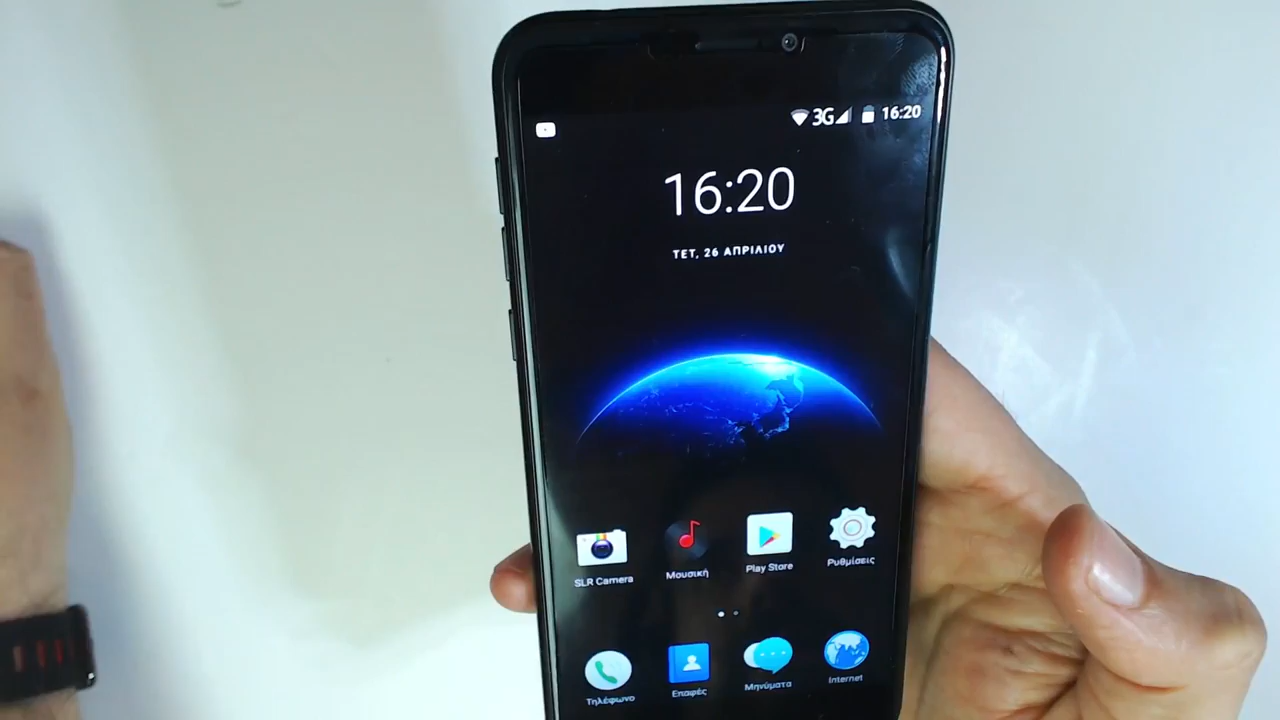 3G 16:20
16:20
ΤΕΤ, 26 ΑΠΡΙΛΙΟΥ
SLR Camera Μουσική Play Store Ρυθμίσεις
Τηλέφωνο Επαφές Μηνύματα Internet